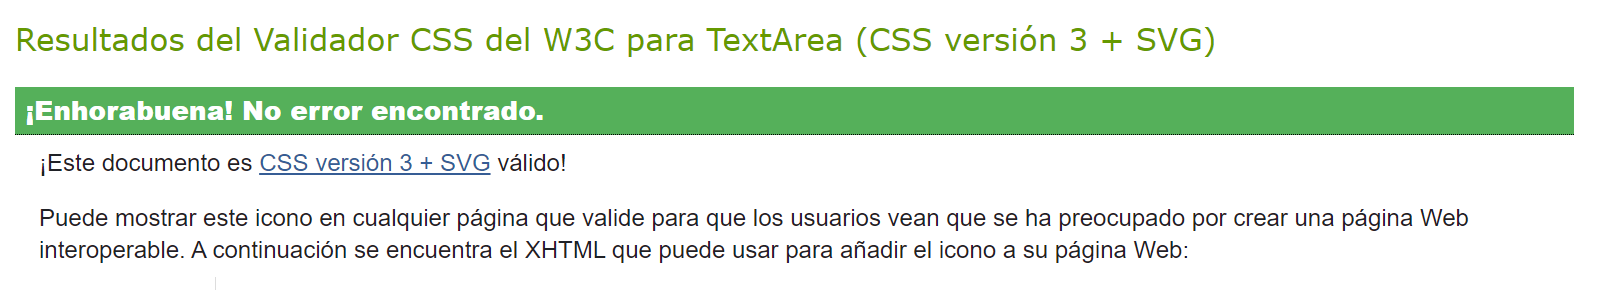 Resultados del Validador CSS del W3C para TextArea (CSS versión 3 + SVG)
¡Enhorabuena! No error encontrado.
¡Este documento es CSS versión 3 + SVG válido!
Puede mostrar este icono en cualquier página que valide para que los usuarios vean que se ha preocupado por crear una página Web
interoperable. A continuación se encuentra el XHTML que puede usar para añadir el icono a su página Web: